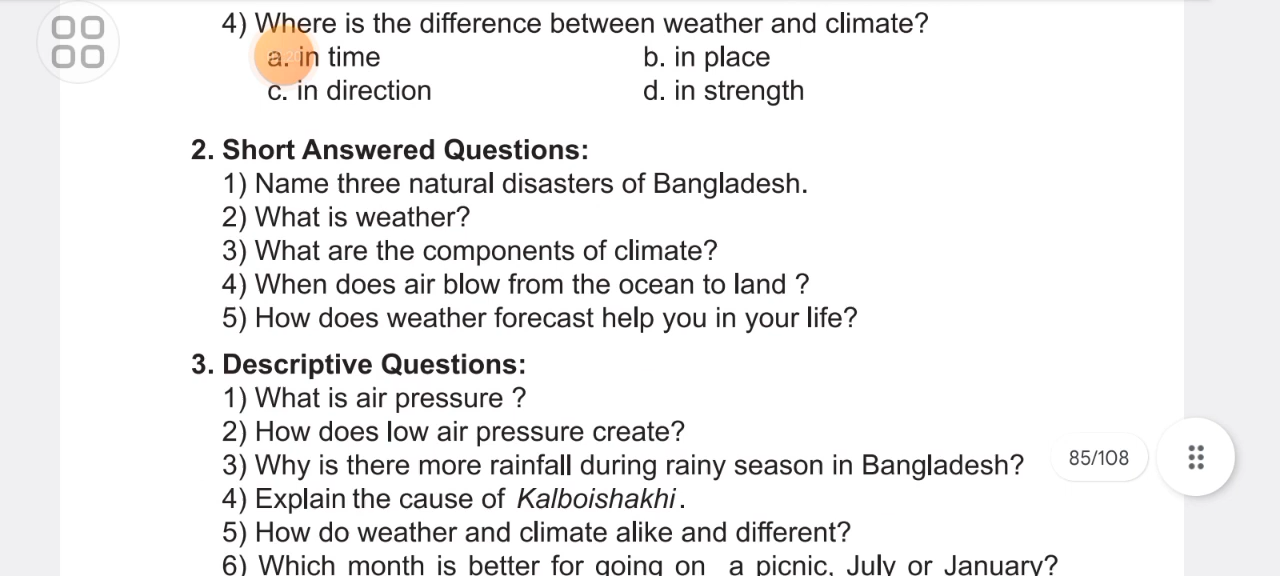 4) Where is the difference between weather and climate?
a. in time b. in place
c. in direction d. in strength
2. Short Answered Questions:
1) Name three natural disasters of Bangladesh.
2) What is weather?
3) What are the components of climate?
4) When does air blow from the ocean to land ?
5) How does weather forecast help you in your life?
3. Descriptive Questions:
1) What is air pressure ?
2) How does low air pressure create?
3) Why is there more rainfall during rainy season in Bangladesh?
85/108
4) Explain the cause of Kalboishakhi.
5) How do weather and climate alike and different?
6) Which month is better for going on a picnic, July or January?